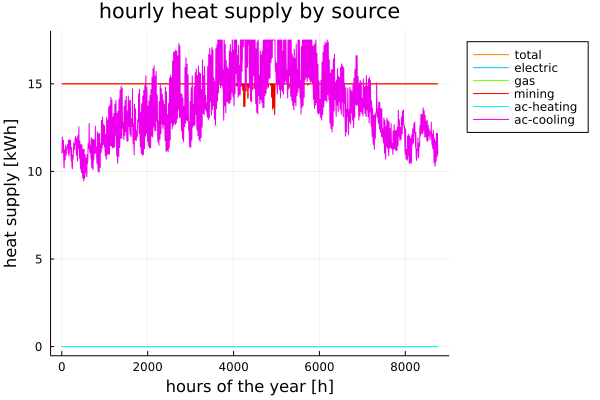 hourly heat supply by source
heat supply [kWh]
15
10
5
0
0 2000 4000 6000 8000
hours of the year [h]
total
electric
gas
mining
ac-heating
ac-cooling